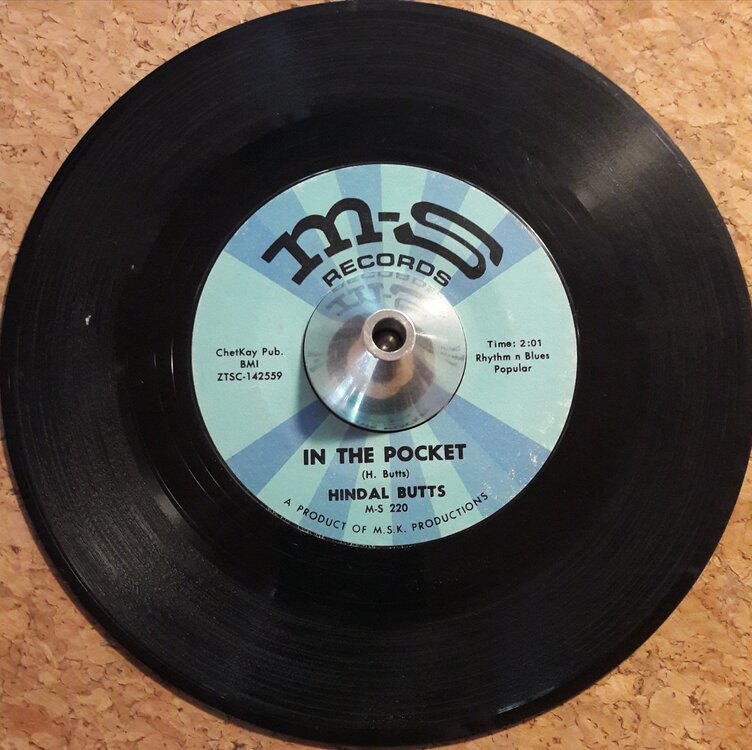 m-s
RECORDS
ChetKay Pub.
BMI
ZTSC-142559
Time: 2:01
Rhythm n Blues
Popular
IN THE POCKET
(H. Butts)
HINDAL BUTTS
M-S 220
A PRODUCT OF M.S.K. PRODUCTIONS